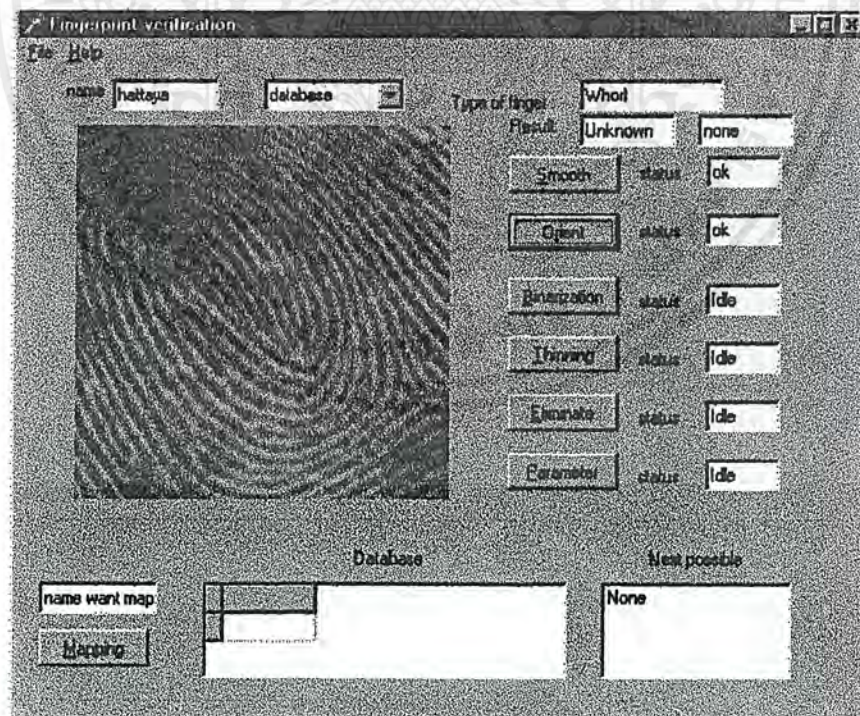 Fingerprint verification
File Help
name hattaya database Type of finger Whorl
Result Unknown none
Smooth status ok
Orient status ok
Binarization status Idle
Thinning status Idle
Eliminate status Idle
Parameter status Idle
Database Next possible
name want map None
Mapping